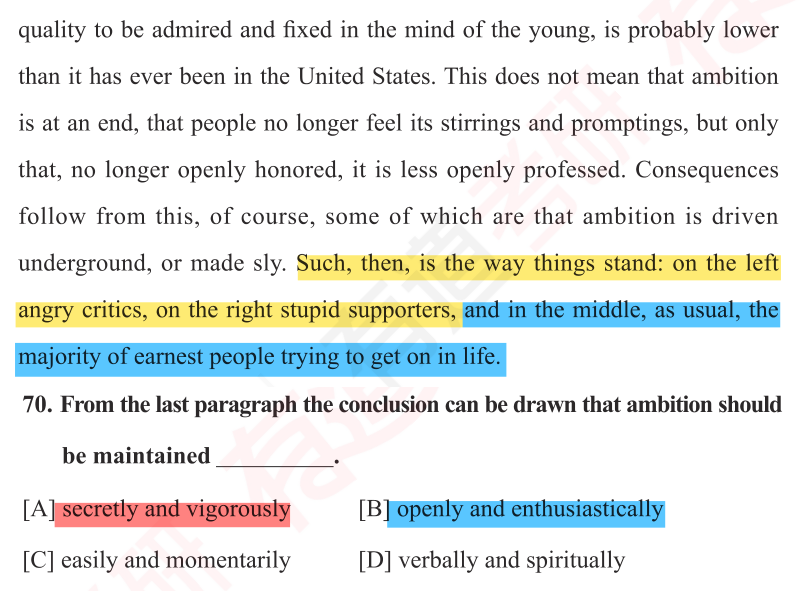 quality to be admired and fixed in the mind of the young, is probably lower
than it has ever been in the United States. This does not mean that ambition
is at an end, that people no longer feel its stirrings and promptings, but only
that, no longer openly honored, it is less openly professed. Consequences
follow from this, of course, some of which are that ambition is driven
underground, or made sly. Such, then, is the way things stand: on the left
angry critics, on the right stupid supporters, and in the middle, as usual, the
majority of earnest people trying to get on in life.
70. From the last paragraph the conclusion can be drawn that ambition should
be maintained __________.
[A] secretly and vigorously [B] openly and enthusiastically
[C] easily and momentarily [D] verbally and spiritually
有道考研